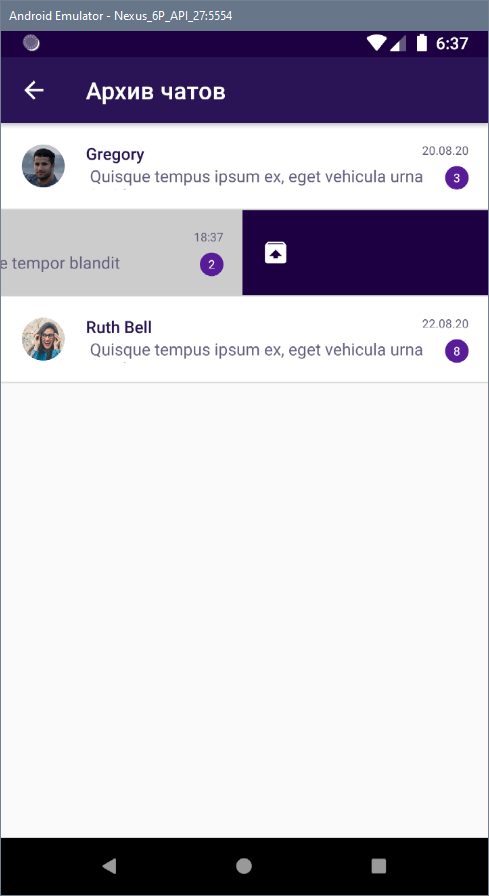 Android Emulator - Nexus_6P_API_27:5554
6:37
Архив чатов
Gregory
20.08.20
Quisque tempus ipsum ex, eget vehicula urna
3
18:37
e tempor blandit
2
Ruth Bell
22.08.20
Quisque tempus ipsum ex, eget vehicula urna
8